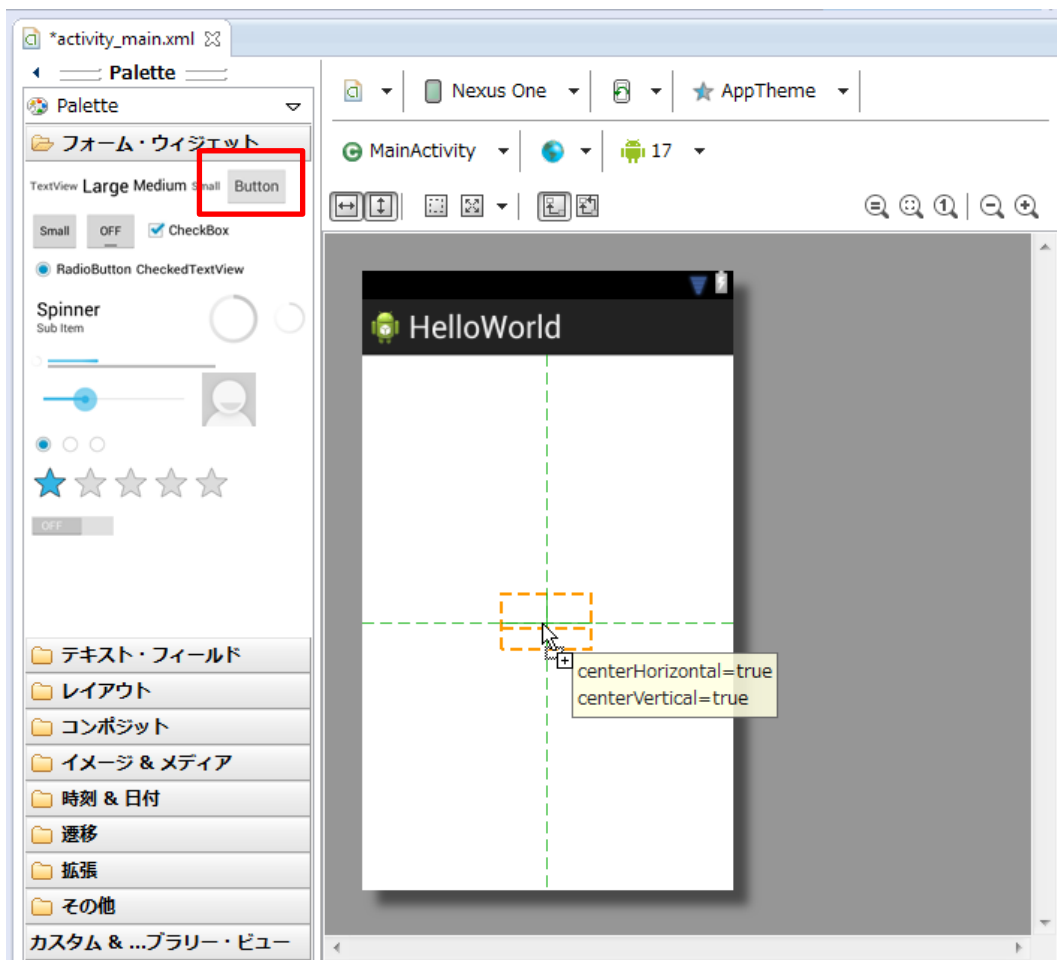 *activity_main.xml
Palette
Palette
フォーム・ウィジェット
TextView Large Medium Small Button
Small OFF CheckBox
RadioButton CheckedTextView
Spinner
Sub Item
OFF
テキスト・フィールド
レイアウト
コンポジット
イメージ & メディア
時刻 & 日付
遷移
拡張
その他
カスタム & ...ブラリー・ビュー
Nexus One AppTheme
MainActivity 17
HelloWorld
centerHorizontal=true
centerVertical=true